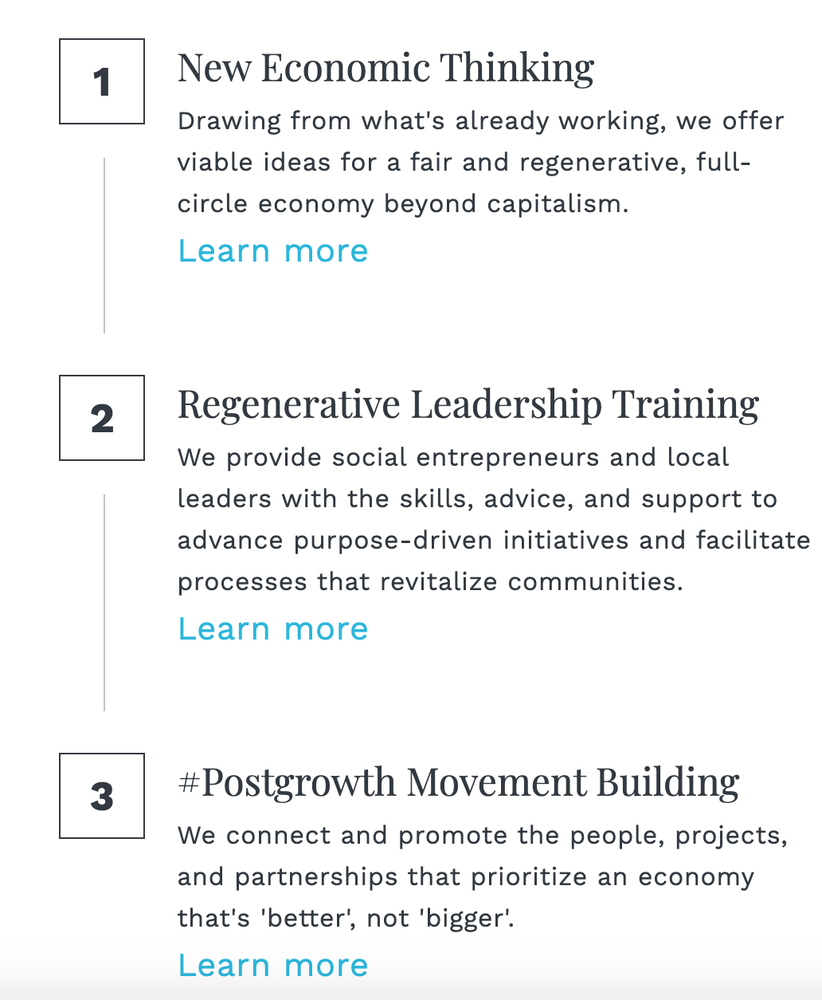 1
New Economic Thinking
Drawing from what's already working, we offer
viable ideas for a fair and regenerative, full-
circle economy beyond capitalism.
Learn more
2
Regenerative Leadership Training
We provide social entrepreneurs and local
leaders with the skills, advice, and support to
advance purpose-driven initiatives and facilitate
processes that revitalize communities.
Learn more
3
#Postgrowth Movement Building
We connect and promote the people, projects,
and partnerships that prioritize an economy
that's 'better', not 'bigger'.
Learn more